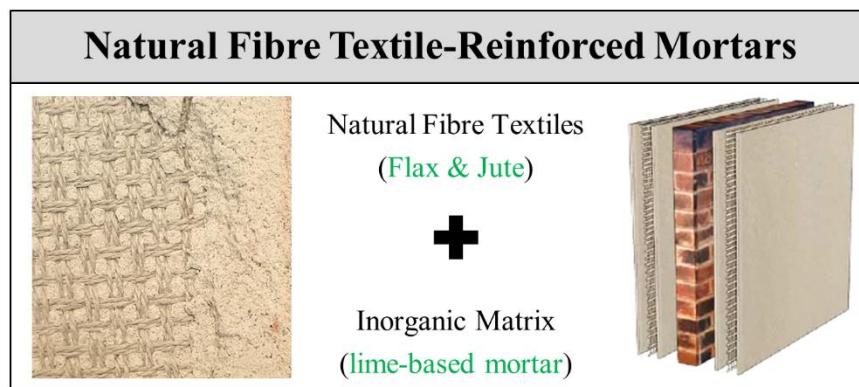 Natural Fibre Textile-Reinforced Mortars
Natural Fibre Textiles
(Flax & Jute)
Inorganic Matrix
(lime-based mortar)